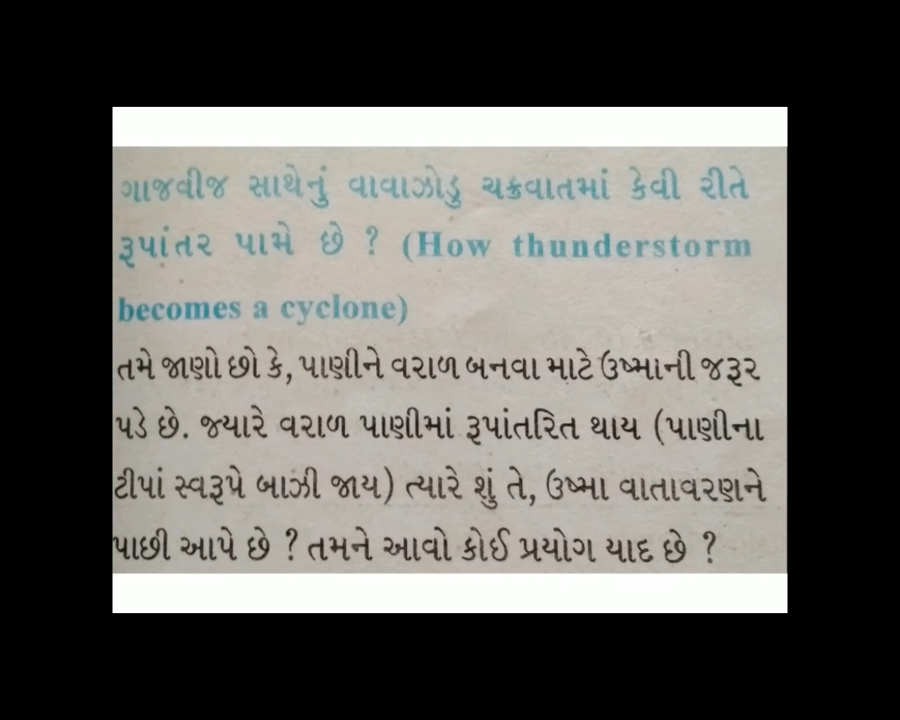 ગાજવીજ સાથેનું વાવાઝોડુ ચક્રવાતમાં કેવી રીતે
રૂપાંતર પામે છે ? (How thunderstorm
becomes a cyclone)
તમે જાણો છો કે, પાણીને વરાળ બનવા માટે ઉષ્માની જરૂર
પડે છે. જ્યારે વરાળ પાણીમાં રૂપાંતરિત થાય (પાણીના
ટીપાં સ્વરૂપે બાઝી જાય) ત્યારે શું તે, ઉષ્મા વાતાવરણને
પાછી આપે છે ? તમને આવો કોઈ પ્રયોગ યાદ છે ?